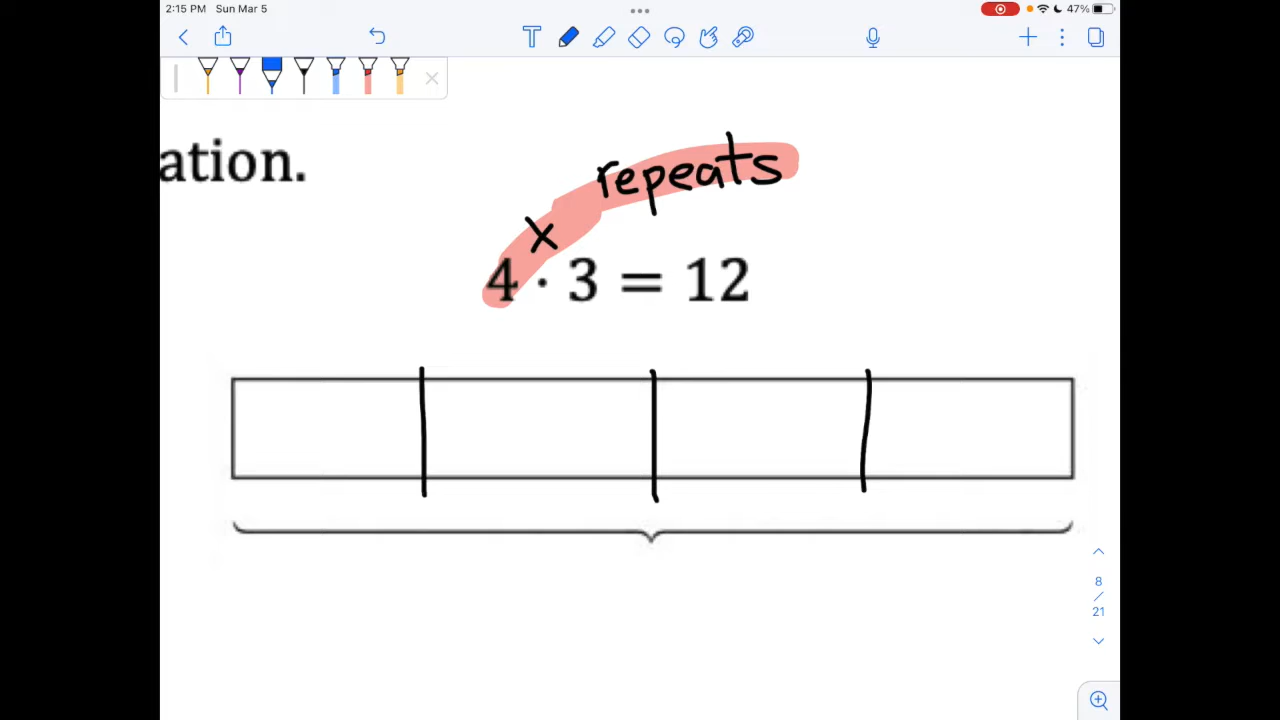 2:15 PM Sun Mar 5
47%
T
ation.
repeats
x
4 · 3 = 12
8
/
21